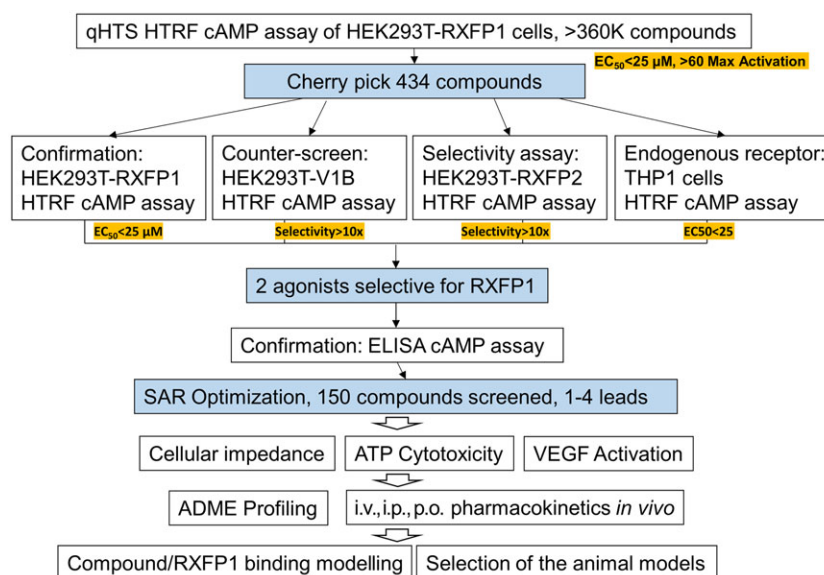 qHTS HTRF cAMP assay of HEK293T-RXFP1 cells, >360K compounds
EC₅₀<25 µM, >60 Max Activation
Cherry pick 434 compounds
Confirmation:
HEK293T-RXFP1
HTRF cAMP assay
EC₅₀<25 µM
Counter-screen:
HEK293T-V1B
HTRF cAMP assay
Selectivity>10x
Selectivity assay:
HEK293T-RXFP2
HTRF cAMP assay
Selectivity>10x
Endogenous receptor:
THP1 cells
HTRF cAMP assay
EC50<25
2 agonists selective for RXFP1
Confirmation: ELISA cAMP assay
SAR Optimization, 150 compounds screened, 1-4 leads
Cellular impedance
ATP Cytotoxicity
VEGF Activation
ADME Profiling
i.v.,i.p.,p.o. pharmacokinetics in vivo
Compound/RXFP1 binding modelling
Selection of the animal models